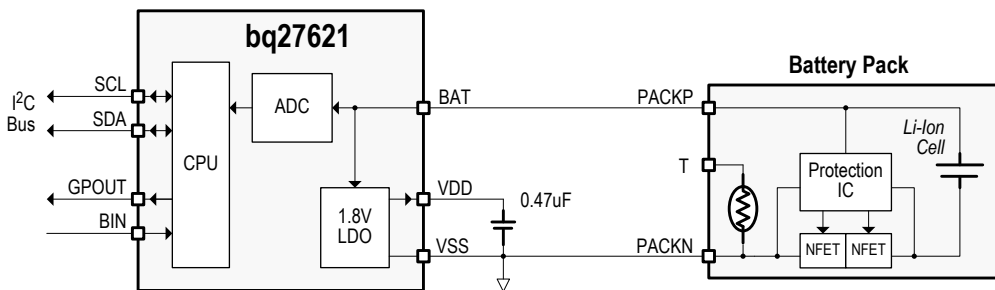 bq27621
Battery Pack
SCL
I²C
Bus
SDA
ADC
BAT
PACKP
Li-Ion
Cell
CPU
T
Protection
IC
GPOUT
VDD
0.47uF
1.8V
LDO
BIN
VSS
PACKN
NFET
NFET